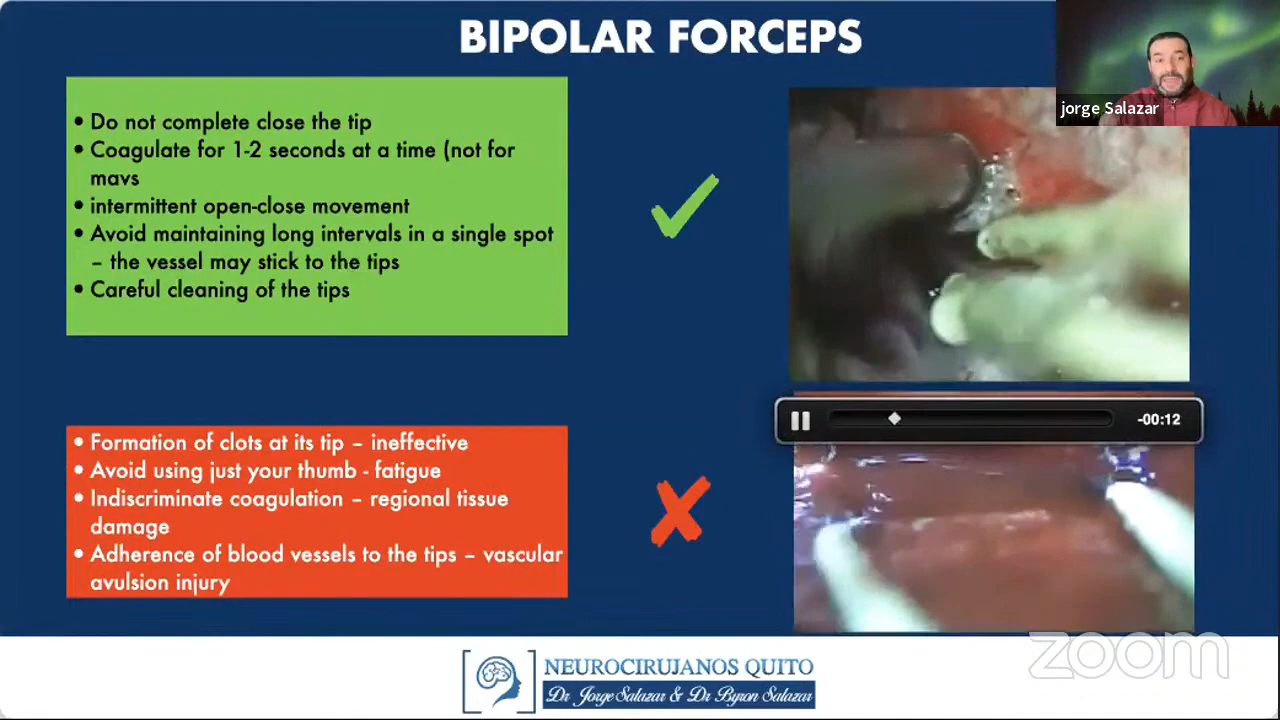 BIPOLAR FORCEPS
jorge Salazar
• Do not complete close the tip
• Coagulate for 1-2 seconds at a time (not for
mavs
• intermittent open-close movement
• Avoid maintaining long intervals in a single spot
– the vessel may stick to the tips
• Careful cleaning of the tips
-00:12
• Formation of clots at its tip – ineffective
• Avoid using just your thumb - fatigue
• Indiscriminate coagulation – regional tissue
damage
• Adherence of blood vessels to the tips – vascular
avulsion injury
zoom
NEUROCIRUJANOS QUITO
Dr Jorge Salazar & Dr Byron Salazar